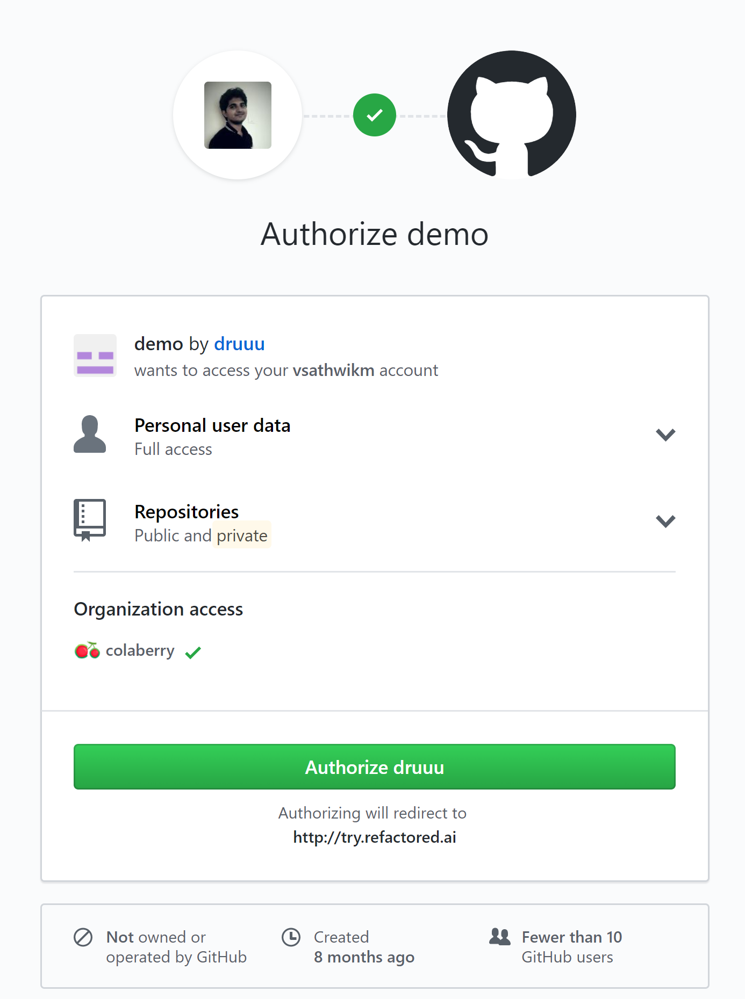 Authorize demo
demo by druuu
wants to access your vsathwikm account
Personal user data
Full access
Repositories
Public and private
Organization access
colaberry
Authorize druuu
Authorizing will redirect to
http://try.refactored.ai
Not owned or
operated by GitHub
Created
8 months ago
Fewer than 10
GitHub users